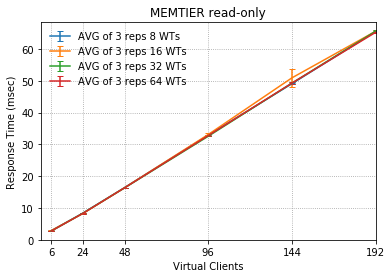 MEMTIER read-only
AVG of 3 reps 8 WTs
AVG of 3 reps 16 WTs
AVG of 3 reps 32 WTs
AVG of 3 reps 64 WTs
Response Time (msec)
60
50
40
30
20
10
0
6 24 48 96 144 192
Virtual Clients